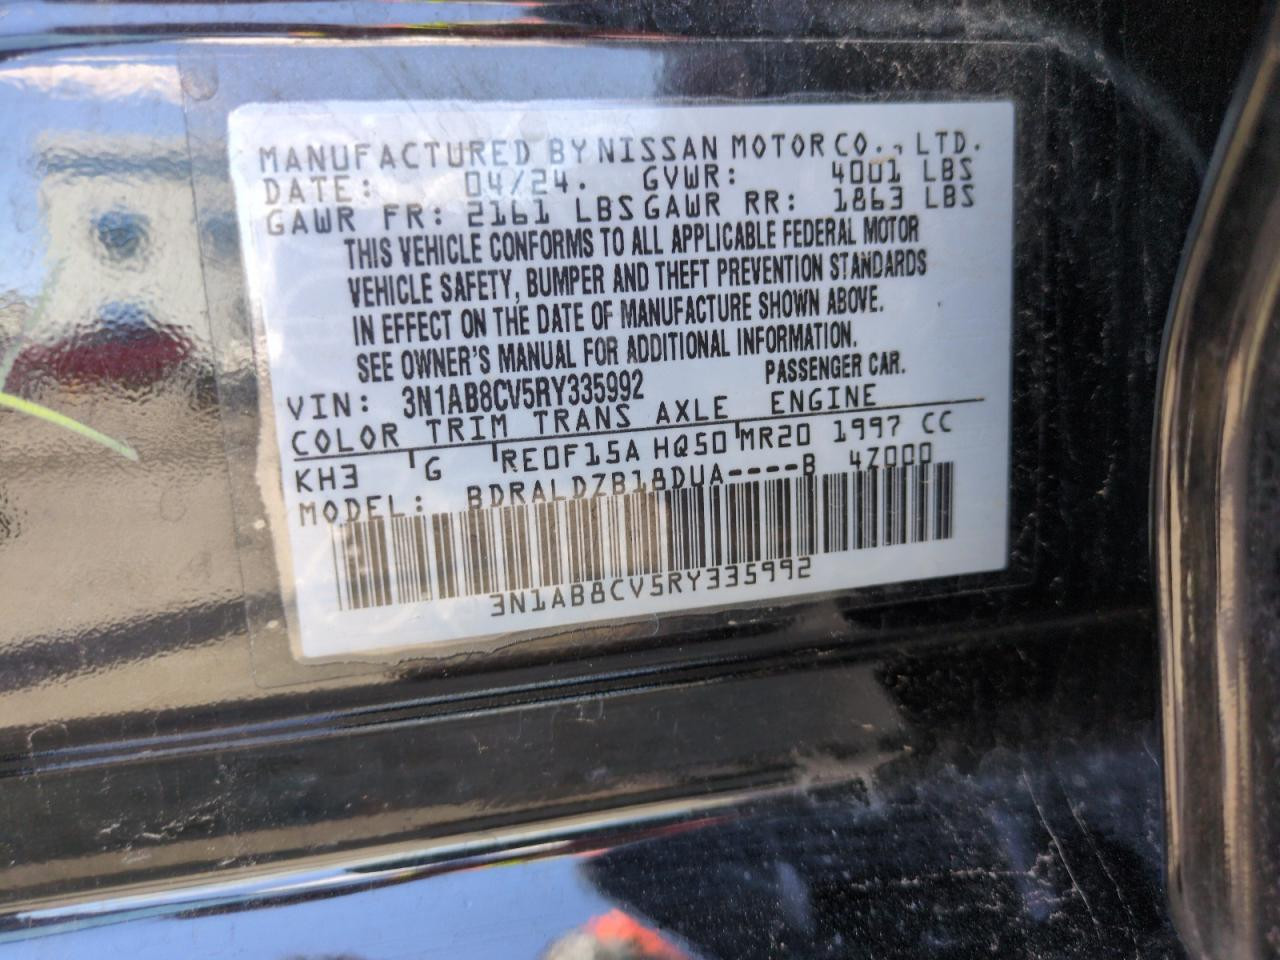 MANUFACTURED BY NISSAN MOTOR CO., LTD.
DATE: 04/24. GVWR: 4001 LBS
GAWR FR: 2161 LBS GAWR RR: 1863 LBS
THIS VEHICLE CONFORMS TO ALL APPLICABLE FEDERAL MOTOR
VEHICLE SAFETY, BUMPER AND THEFT PREVENTION STANDARDS
IN EFFECT ON THE DATE OF MANUFACTURE SHOWN ABOVE.
SEE OWNER'S MANUAL FOR ADDITIONAL INFORMATION.
VIN: 3N1AB8CV5RY335992 PASSENGER CAR.
COLOR TRIM TRANS AXLE ENGINE
KH3 G RE0F15A HQ50 MR20 1997 CC
MODEL: BDRALDZB18DUA----B 4Z000
3N1AB8CV5RY335992